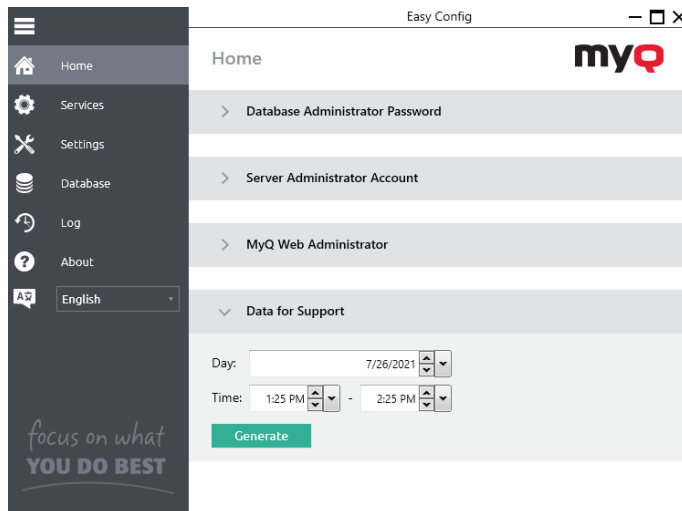 Easy Config
Home
Services
Settings
Database
Log
About
English
focus on what
YOU DO BEST
Home
myQ
Database Administrator Password
Server Administrator Account
MyQ Web Administrator
Data for Support
Day: 7/26/2021
Time: 1:25 PM - 2:25 PM
Generate